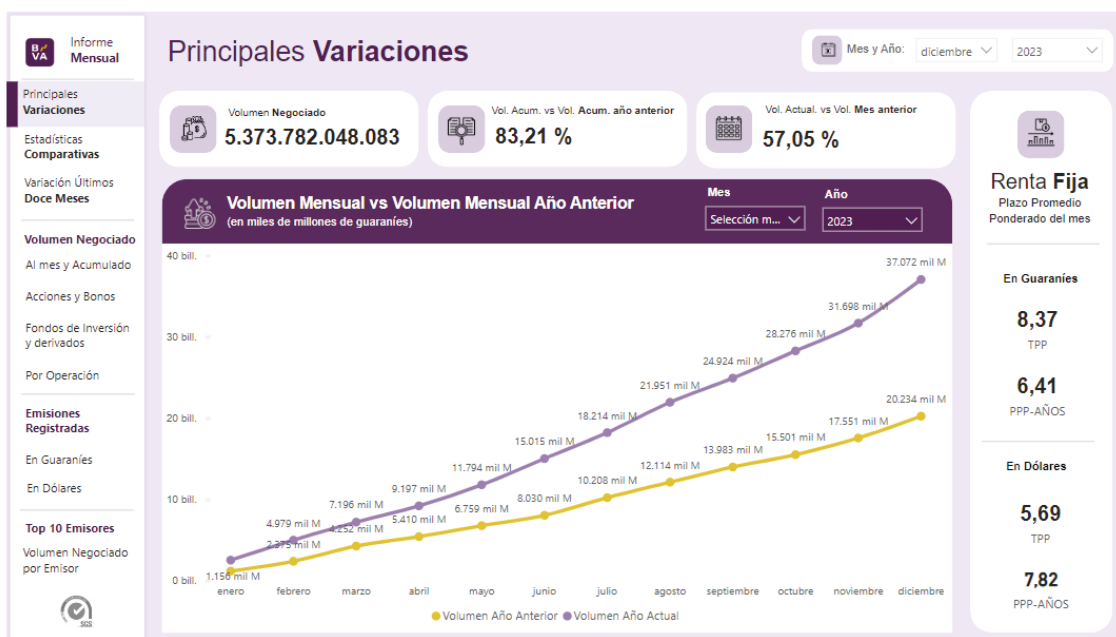 B/
VA
Informe
Mensual
Principales
Variaciones
Estadísticas
Comparativas
Variación Últimos
Doce Meses
Volumen Negociado
Al mes y Acumulado
Acciones y Bonos
Fondos de Inversión
y derivados
Por Operación
Emisiones
Registradas
En Guaraníes
En Dólares
Top 10 Emisores
Volumen Negociado
por Emisor
SGS
Principales Variaciones
Mes y Año:
diciembre
2023
Volumen Negociado
5.373.782.048.083
Vol. Acum. vs Vol. Acum. año anterior
83,21 %
Vol. Actual. vs Vol. Mes anterior
57,05 %
Volumen Mensual vs Volumen Mensual Año Anterior
(en miles de millones de guaraníes)
Mes
Selección m...
Año
2023
40 bill.
30 bill.
20 bill.
10 bill.
0 bill.
4.979 mil M
7.196 mil M
9.197 mil M
11.794 mil M
15.015 mil M
18.214 mil M
21.951 mil M
24.924 mil M
28.276 mil M
31.698 mil M
37.072 mil M
1.156 mil M
2.375 mil M
4.252 mil M
5.410 mil M
6.759 mil M
8.030 mil M
10.208 mil M
12.114 mil M
13.983 mil M
15.501 mil M
17.551 mil M
20.234 mil M
enero febrero marzo abril mayo junio julio agosto septiembre octubre noviembre diciembre
Volumen Año Anterior Volumen Año Actual
Renta Fija
Plazo Promedio
Ponderado del mes
En Guaraníes
8,37
TPP
6,41
PPP-AÑOS
En Dólares
5,69
TPP
7,82
PPP-AÑOS